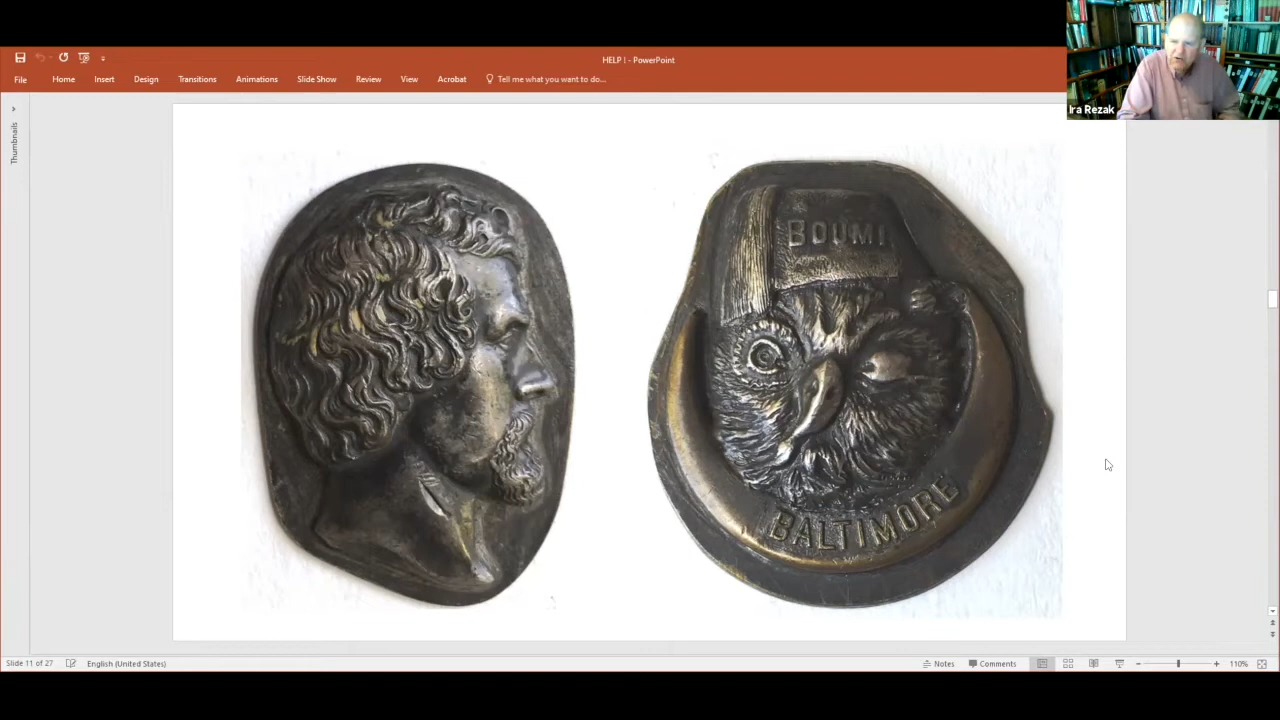 HELP ! - PowerPoint
File Home Insert Design Transitions Animations Slide Show Review View Acrobat Tell me what you want to do...
Ira Rezak
Thumbnails
BOUMI
BALTIMORE
Slide 11 of 27 English (United States) Notes Comments 110%